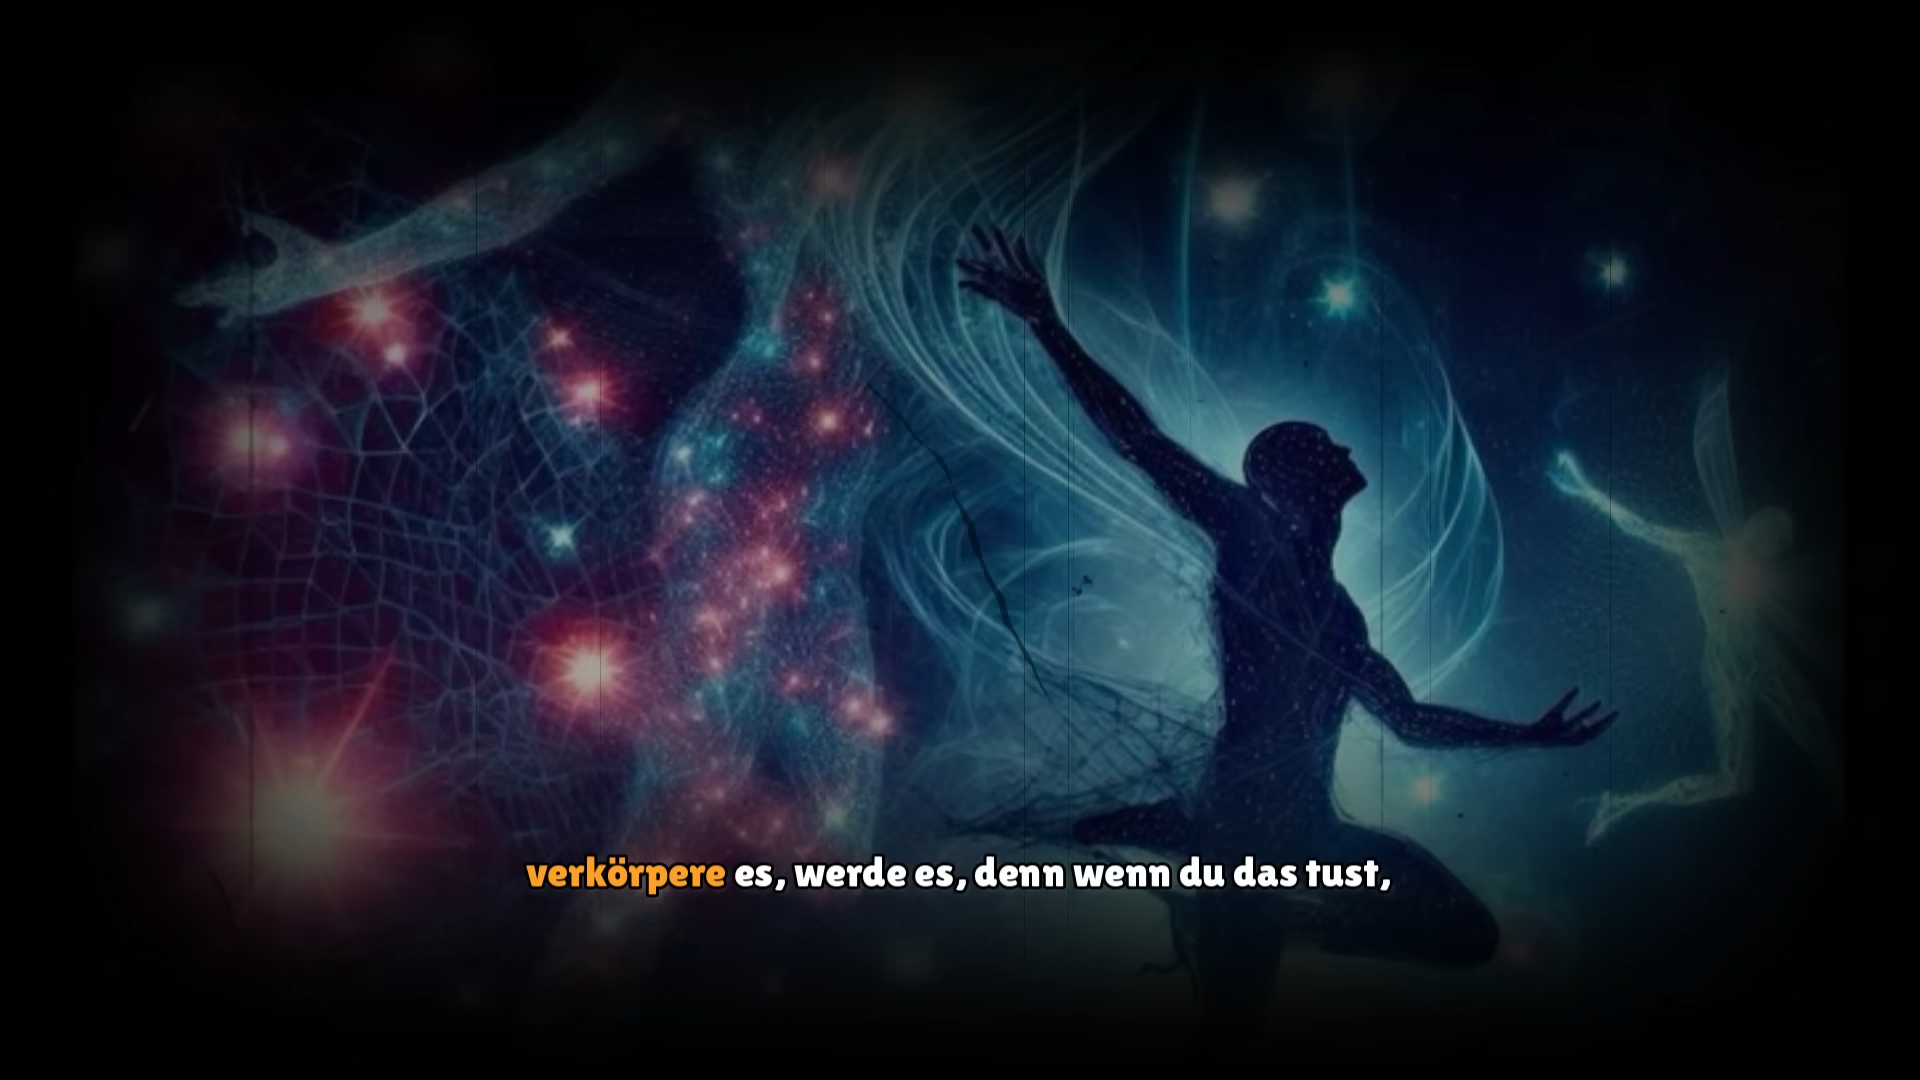 verkörpere es, werde es, denn wenn du das tust,